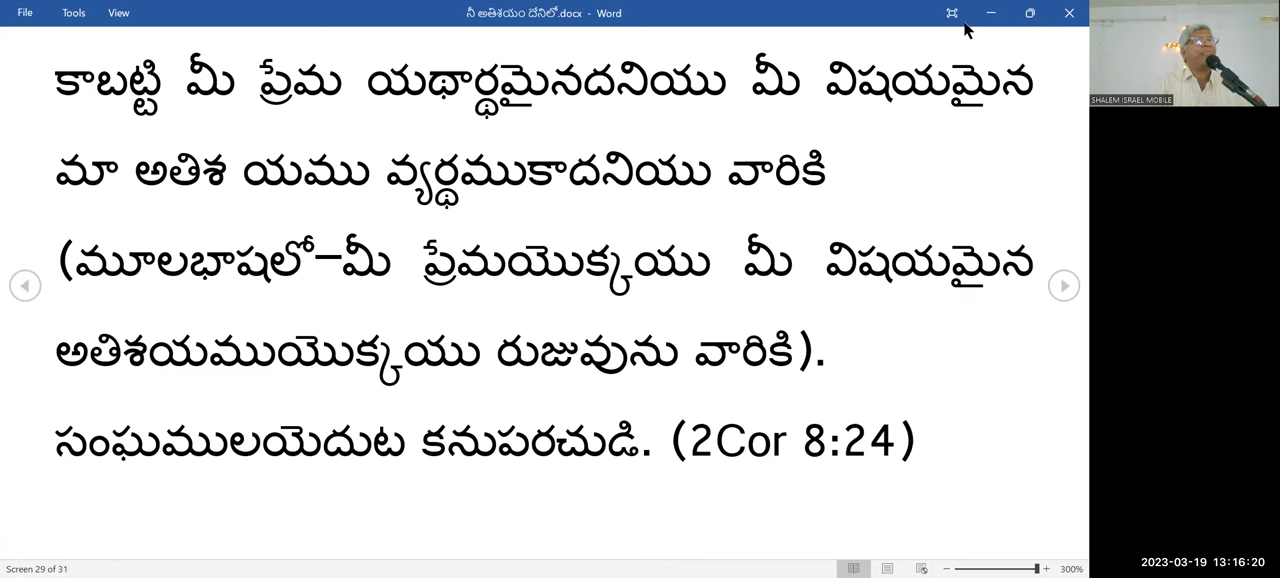 File Tools View నీ అతిశయం దేనిలో.docx - Word
కాబట్టి మీ ప్రేమ యథార్థమైనదనియు మీ విషయమైన
మా అతిశ యము వ్యర్థముకాదనియు వారికి
(మూలభాషలో–మీ ప్రేమయొక్కయు మీ విషయమైన
అతిశయముయొక్కయు రుజువును వారికి).
సంఘములయెదుట కనుపరచుడి. (2Cor 8:24)
SHALEM ISRAEL MOBILE
Screen 29 of 31
300%
2023-03-19 13:16:20